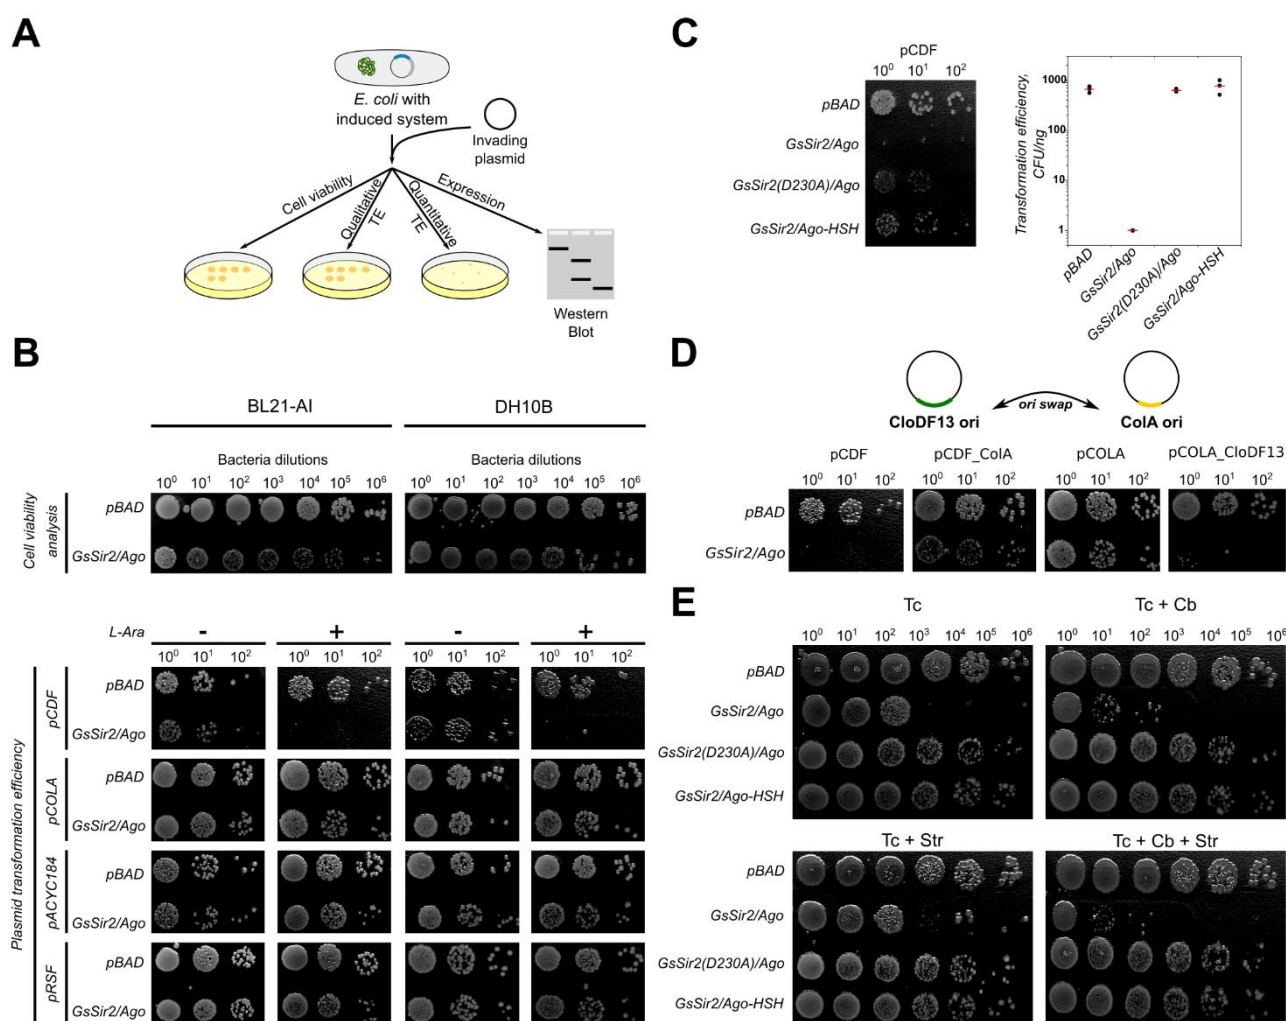 A
E. coli with
induced system
Invading
plasmid
Cell viability
Qualitative
TE
Quantitative
TE
Expression
Western
Blot
B
BL21-AI DH10B
Bacteria dilutions Bacteria dilutions
10⁰ 10¹ 10² 10³ 10⁴ 10⁵ 10⁶ 10⁰ 10¹ 10² 10³ 10⁴ 10⁵ 10⁶
Cell viability
analysis
pBAD
GsSir2/Ago
L-Ara - + - +
10⁰ 10¹ 10² 10⁰ 10¹ 10² 10⁰ 10¹ 10² 10⁰ 10¹ 10²
Plasmid transformation efficiency
pCDF
pBAD
GsSir2/Ago
pCOLA
pBAD
GsSir2/Ago
pACYC184
pBAD
GsSir2/Ago
pRSF
pBAD
GsSir2/Ago
C
pCDF
10⁰ 10¹ 10²
pBAD
GsSir2/Ago
GsSir2(D230A)/Ago
GsSir2/Ago-HSH
Transformation efficiency,
CFU/ng
1000
100
10
1
pBAD
GsSir2/Ago
GsSir2(D230A)/Ago
GsSir2/Ago-HSH
D
ori swap
CloDF13 ori ColA ori
pCDF pCDF_ColA pCOLA pCOLA_CloDF13
10⁰ 10¹ 10² 10⁰ 10¹ 10² 10⁰ 10¹ 10² 10⁰ 10¹ 10²
pBAD
GsSir2/Ago
E
Tc Tc + Cb
10⁰ 10¹ 10² 10³ 10⁴ 10⁵ 10⁶ 10⁰ 10¹ 10² 10³ 10⁴ 10⁵ 10⁶
pBAD
GsSir2/Ago
GsSir2(D230A)/Ago
GsSir2/Ago-HSH
Tc + Str Tc + Cb + Str
pBAD
GsSir2/Ago
GsSir2(D230A)/Ago
GsSir2/Ago-HSH